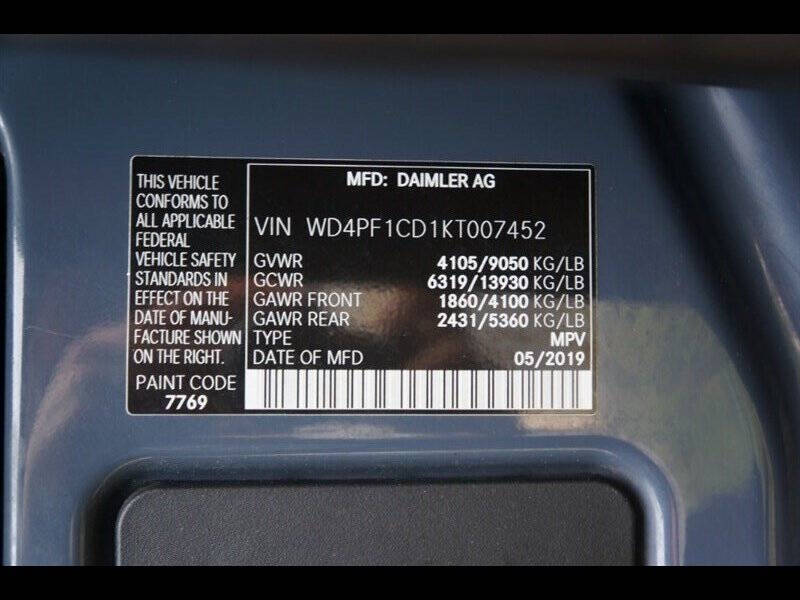 THIS VEHICLE
CONFORMS TO
ALL APPLICABLE
FEDERAL
VEHICLE SAFETY
STANDARDS IN
EFFECT ON THE
DATE OF MANU-
FACTURE SHOWN
ON THE RIGHT.
PAINT CODE
7769
MFD: DAIMLER AG
VIN WD4PF1CD1KT007452
GVWR 4105/9050 KG/LB
GCWR 6319/13930 KG/LB
GAWR FRONT 1860/4100 KG/LB
GAWR REAR 2431/5360 KG/LB
TYPE MPV
DATE OF MFD 05/2019